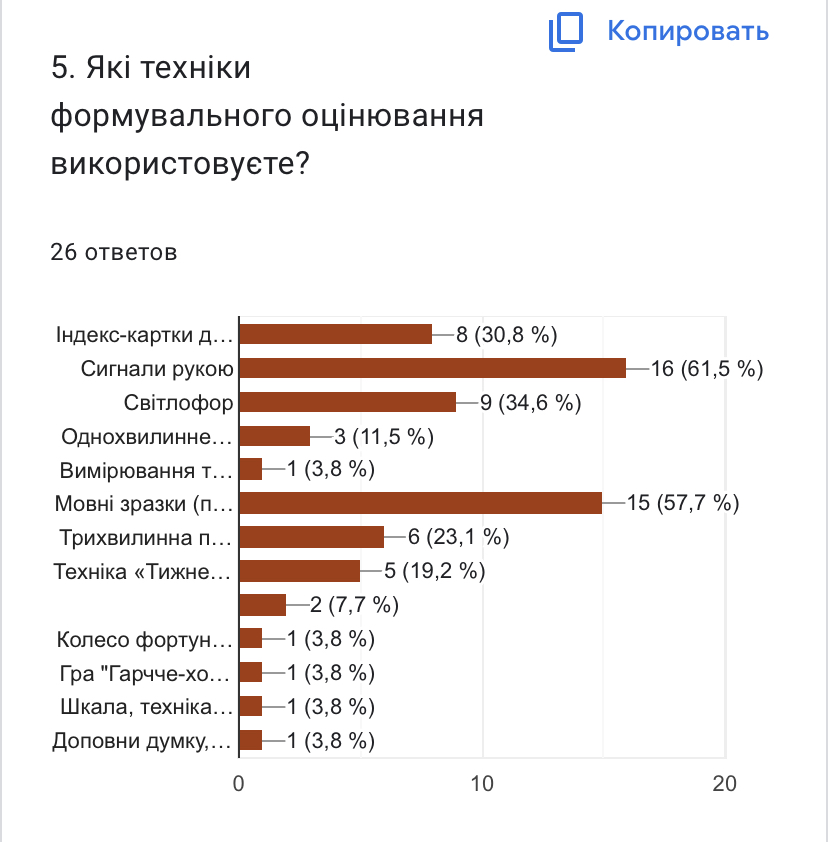 Копировать
5. Які техніки
формувального оцінювання
використовуєте?
26 ответов
Індекс-картки д… 8 (30,8 %)
Сигнали рукою 16 (61,5 %)
Світлофор 9 (34,6 %)
Однохвилинне… 3 (11,5 %)
Вимірювання т… 1 (3,8 %)
Мовні зразки (п… 15 (57,7 %)
Трихвилинна п… 6 (23,1 %)
Техніка «Тижне… 5 (19,2 %)
2 (7,7 %)
Колесо фортун… 1 (3,8 %)
Гра "Гарчче-хо… 1 (3,8 %)
Шкала, техніка… 1 (3,8 %)
Доповни думку,… 1 (3,8 %)
0 10 20